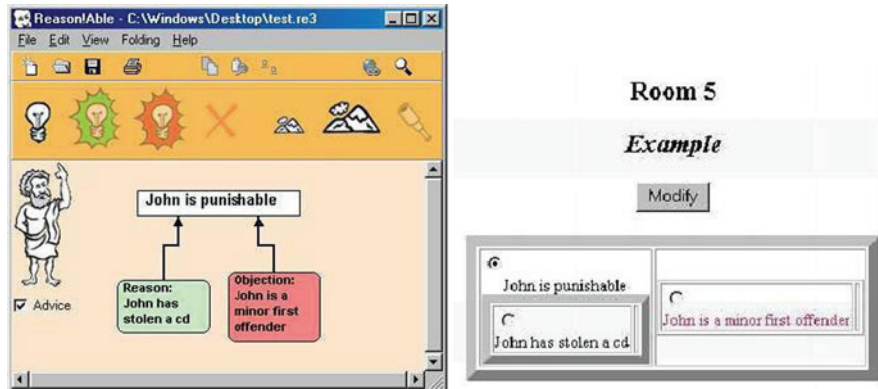 Reason!Able - C:\Windows\Desktop\test.re3
File Edit View Folding Help
John is punishable
Reason:
John has
stolen a cd
Objection:
John is a
minor first
offender
Advice
Room 5
Example
Modify
John is punishable
John has stolen a cd
John is a minor first offender